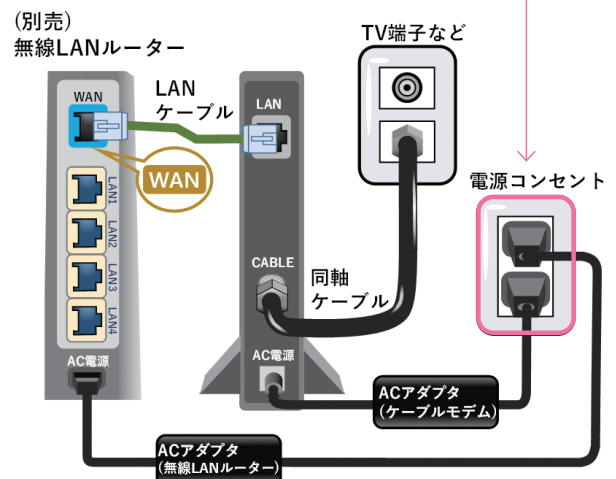 (別売)
無線LANルーター
WAN
LAN
ケーブル
WAN
LAN1
LAN2
LAN3
LAN4
AC電源
LAN
CABLE
同軸
ケーブル
AC電源
TV端子など
電源コンセント
ACアダプタ
(ケーブルモデム)
ACアダプタ
(無線LANルーター)